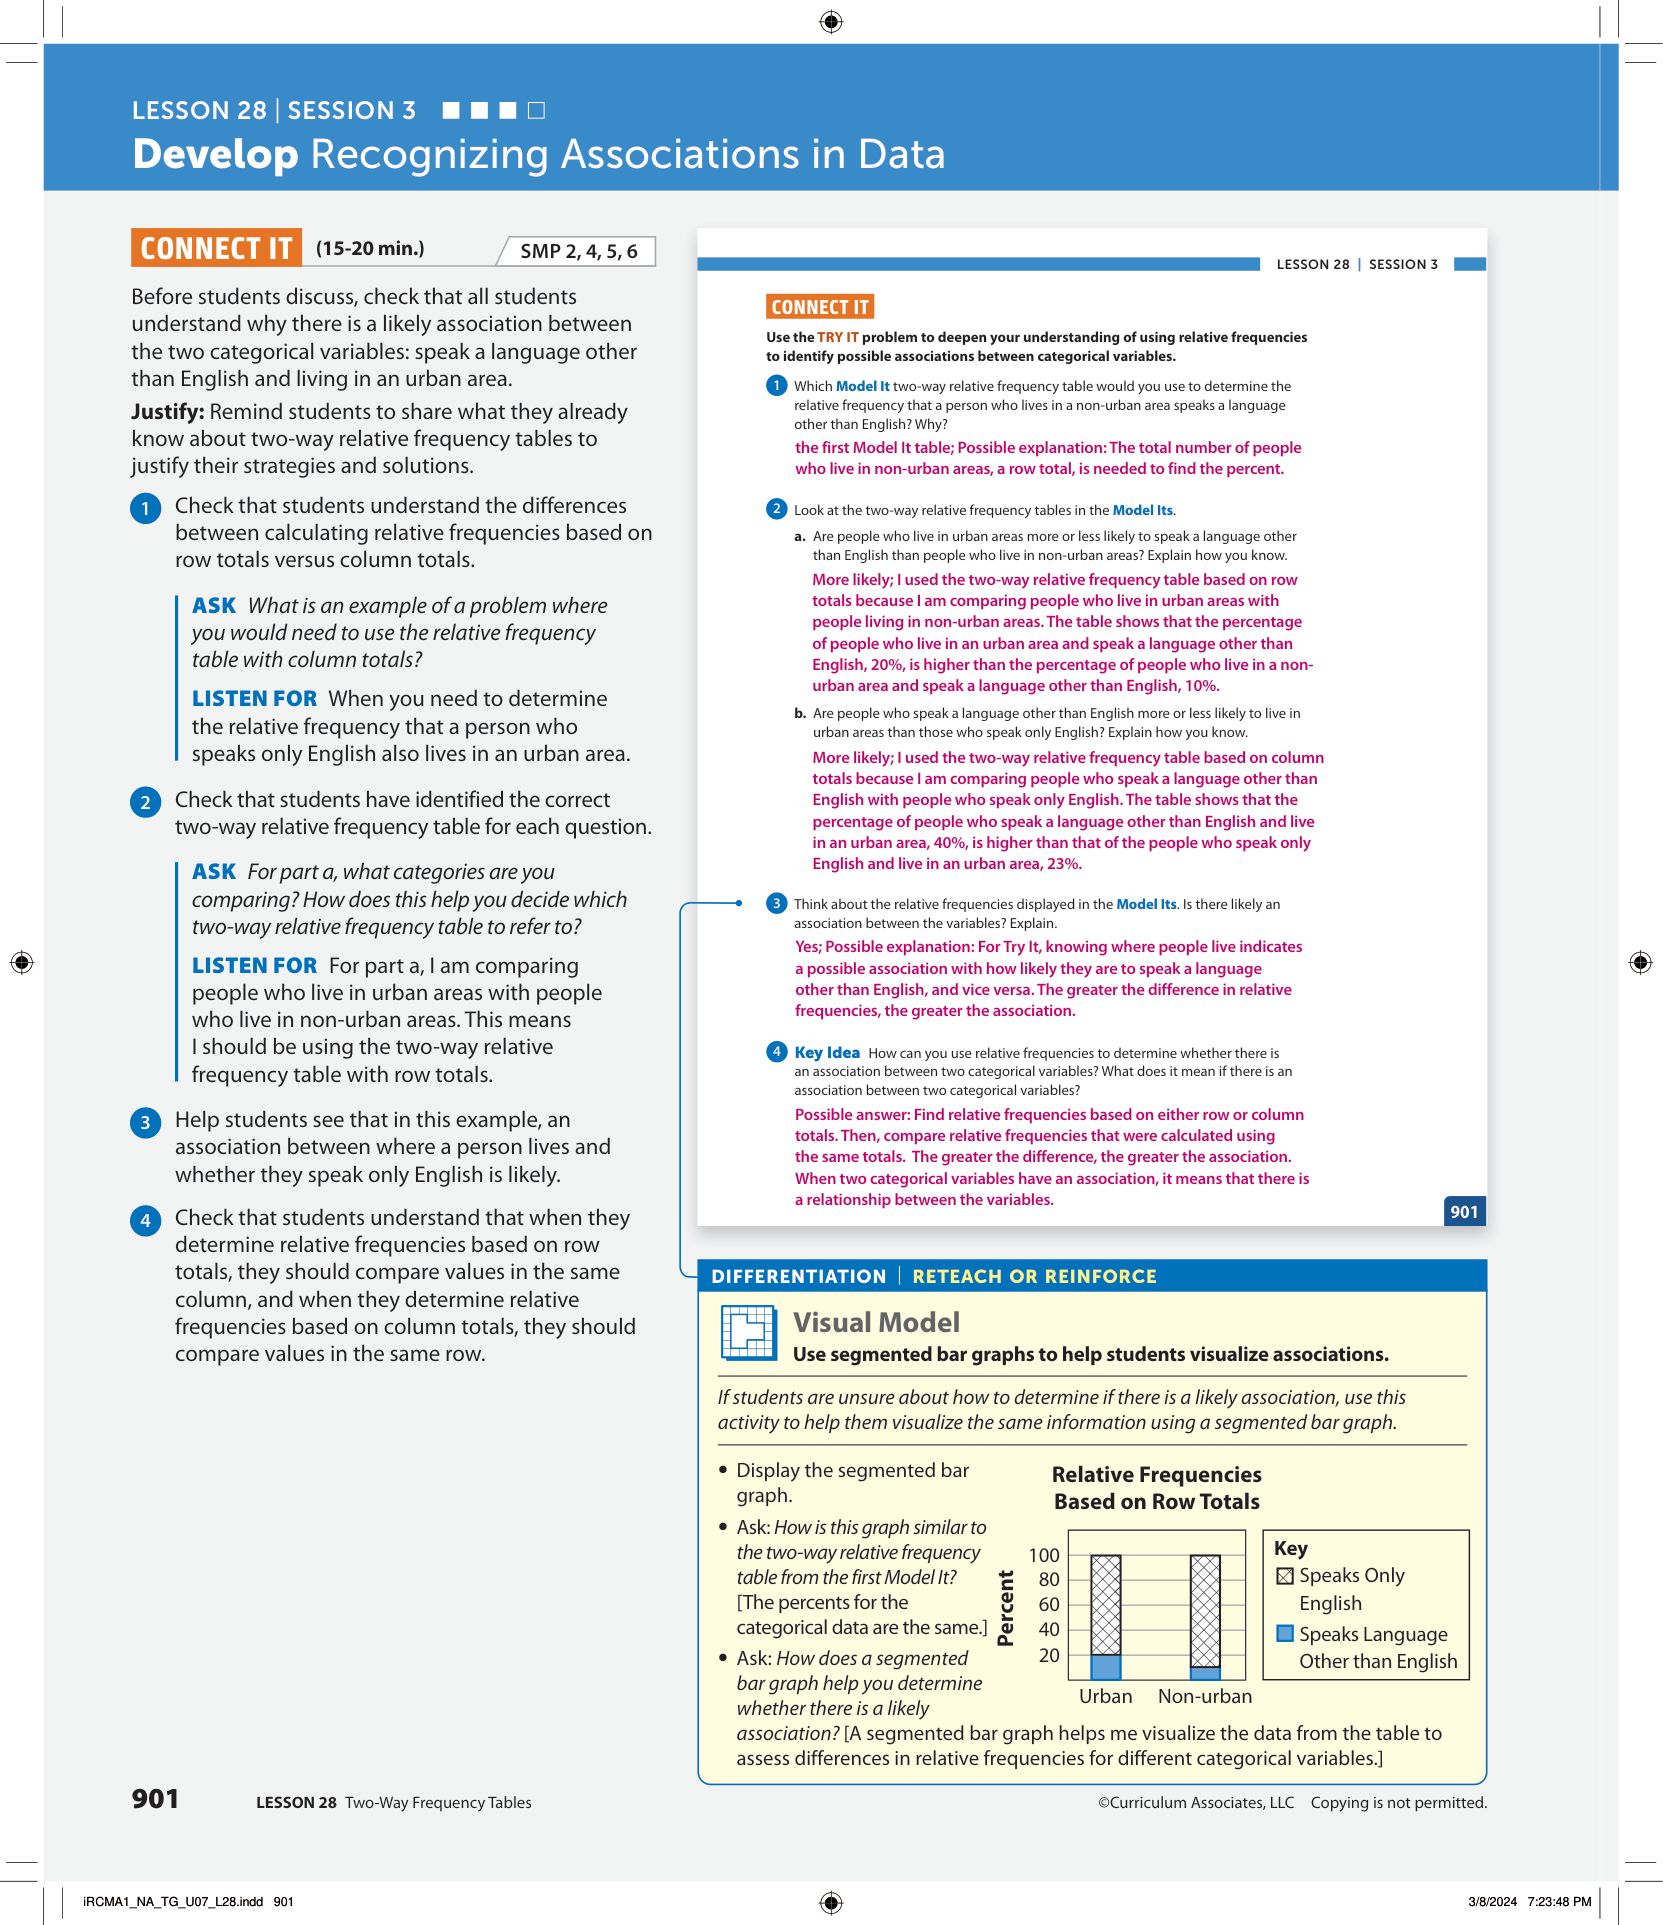 LESSON 28 | SESSION 3
Develop Recognizing Associations in Data
CONNECT IT (15-20 min.) SMP 2, 4, 5, 6
Before students discuss, check that all students
understand why there is a likely association between
the two categorical variables: speak a language other
than English and living in an urban area.
Justify: Remind students to share what they already
know about two-way relative frequency tables to
justify their strategies and solutions.
1 Check that students understand the differences
between calculating relative frequencies based on
row totals versus column totals.
ASK What is an example of a problem where
you would need to use the relative frequency
table with column totals?
LISTEN FOR When you need to determine
the relative frequency that a person who
speaks only English also lives in an urban area.
2 Check that students have identified the correct
two-way relative frequency table for each question.
ASK For part a, what categories are you
comparing? How does this help you decide which
two-way relative frequency table to refer to?
LISTEN FOR For part a, I am comparing
people who live in urban areas with people
who live in non-urban areas. This means
I should be using the two-way relative
frequency table with row totals.
3 Help students see that in this example, an
association between where a person lives and
whether they speak only English is likely.
4 Check that students understand that when they
determine relative frequencies based on row
totals, they should compare values in the same
column, and when they determine relative
frequencies based on column totals, they should
compare values in the same row.
LESSON 28 | SESSION 3
CONNECT IT
Use the TRY IT problem to deepen your understanding of using relative frequencies
to identify possible associations between categorical variables.
1 Which Model It two-way relative frequency table would you use to determine the
relative frequency that a person who lives in a non-urban area speaks a language
other than English? Why?
the first Model It table; Possible explanation: The total number of people
who live in non-urban areas, a row total, is needed to find the percent.
2 Look at the two-way relative frequency tables in the Model Its.
a. Are people who live in urban areas more or less likely to speak a language other
than English than people who live in non-urban areas? Explain how you know.
More likely; I used the two-way relative frequency table based on row
totals because I am comparing people who live in urban areas with
people living in non-urban areas. The table shows that the percentage
of people who live in an urban area and speak a language other than
English, 20%, is higher than the percentage of people who live in a non-
urban area and speak a language other than English, 10%.
b. Are people who speak a language other than English more or less likely to live in
urban areas than those who speak only English? Explain how you know.
More likely; I used the two-way relative frequency table based on column
totals because I am comparing people who speak a language other than
English with people who speak only English. The table shows that the
percentage of people who speak a language other than English and live
in an urban area, 40%, is higher than that of the people who speak only
English and live in an urban area, 23%.
3 Think about the relative frequencies displayed in the Model Its. Is there likely an
association between the variables? Explain.
Yes; Possible explanation: For Try It, knowing where people live indicates
a possible association with how likely they are to speak a language
other than English, and vice versa. The greater the difference in relative
frequencies, the greater the association.
4 Key Idea How can you use relative frequencies to determine whether there is
an association between two categorical variables? What does it mean if there is an
association between two categorical variables?
Possible answer: Find relative frequencies based on either row or column
totals. Then, compare relative frequencies that were calculated using
the same totals. The greater the difference, the greater the association.
When two categorical variables have an association, it means that there is
a relationship between the variables.
901
DIFFERENTIATION | RETEACH OR REINFORCE
Visual Model
Use segmented bar graphs to help students visualize associations.
If students are unsure about how to determine if there is a likely association, use this
activity to help them visualize the same information using a segmented bar graph.
• Display the segmented bar
graph.
• Ask: How is this graph similar to
the two-way relative frequency
table from the first Model It?
[The percents for the
categorical data are the same.]
• Ask: How does a segmented
bar graph help you determine
whether there is a likely
association? [A segmented bar graph helps me visualize the data from the table to
assess differences in relative frequencies for different categorical variables.]
Relative Frequencies
Based on Row Totals
Percent
100
80
60
40
20
Urban Non-urban
Key
Speaks Only
English
Speaks Language
Other than English
901 LESSON 28 Two-Way Frequency Tables
©Curriculum Associates, LLC Copying is not permitted.
iRCMA1_NA_TG_U07_L28.indd 901
3/8/2024 7:23:48 PM